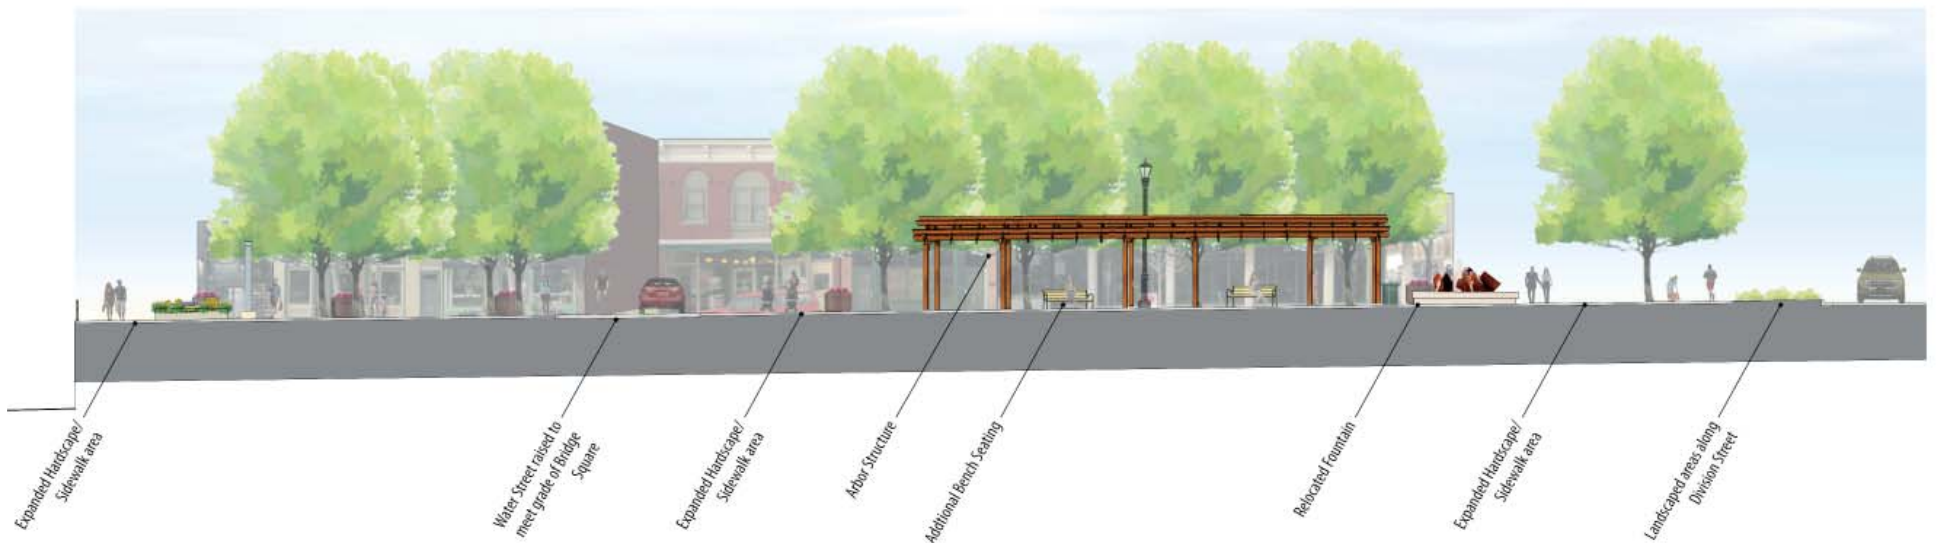 Expanded Hardscape/
Sidewalk area
Water Street raised to
meet grade of Bridge
Square
Expanded Hardscape/
Sidewalk area
Arbor Structure
Addtional Bench Seating
Relocated Fountain
Expanded Hardscape/
Sidewalk area
Landscaped areas along
Division Street